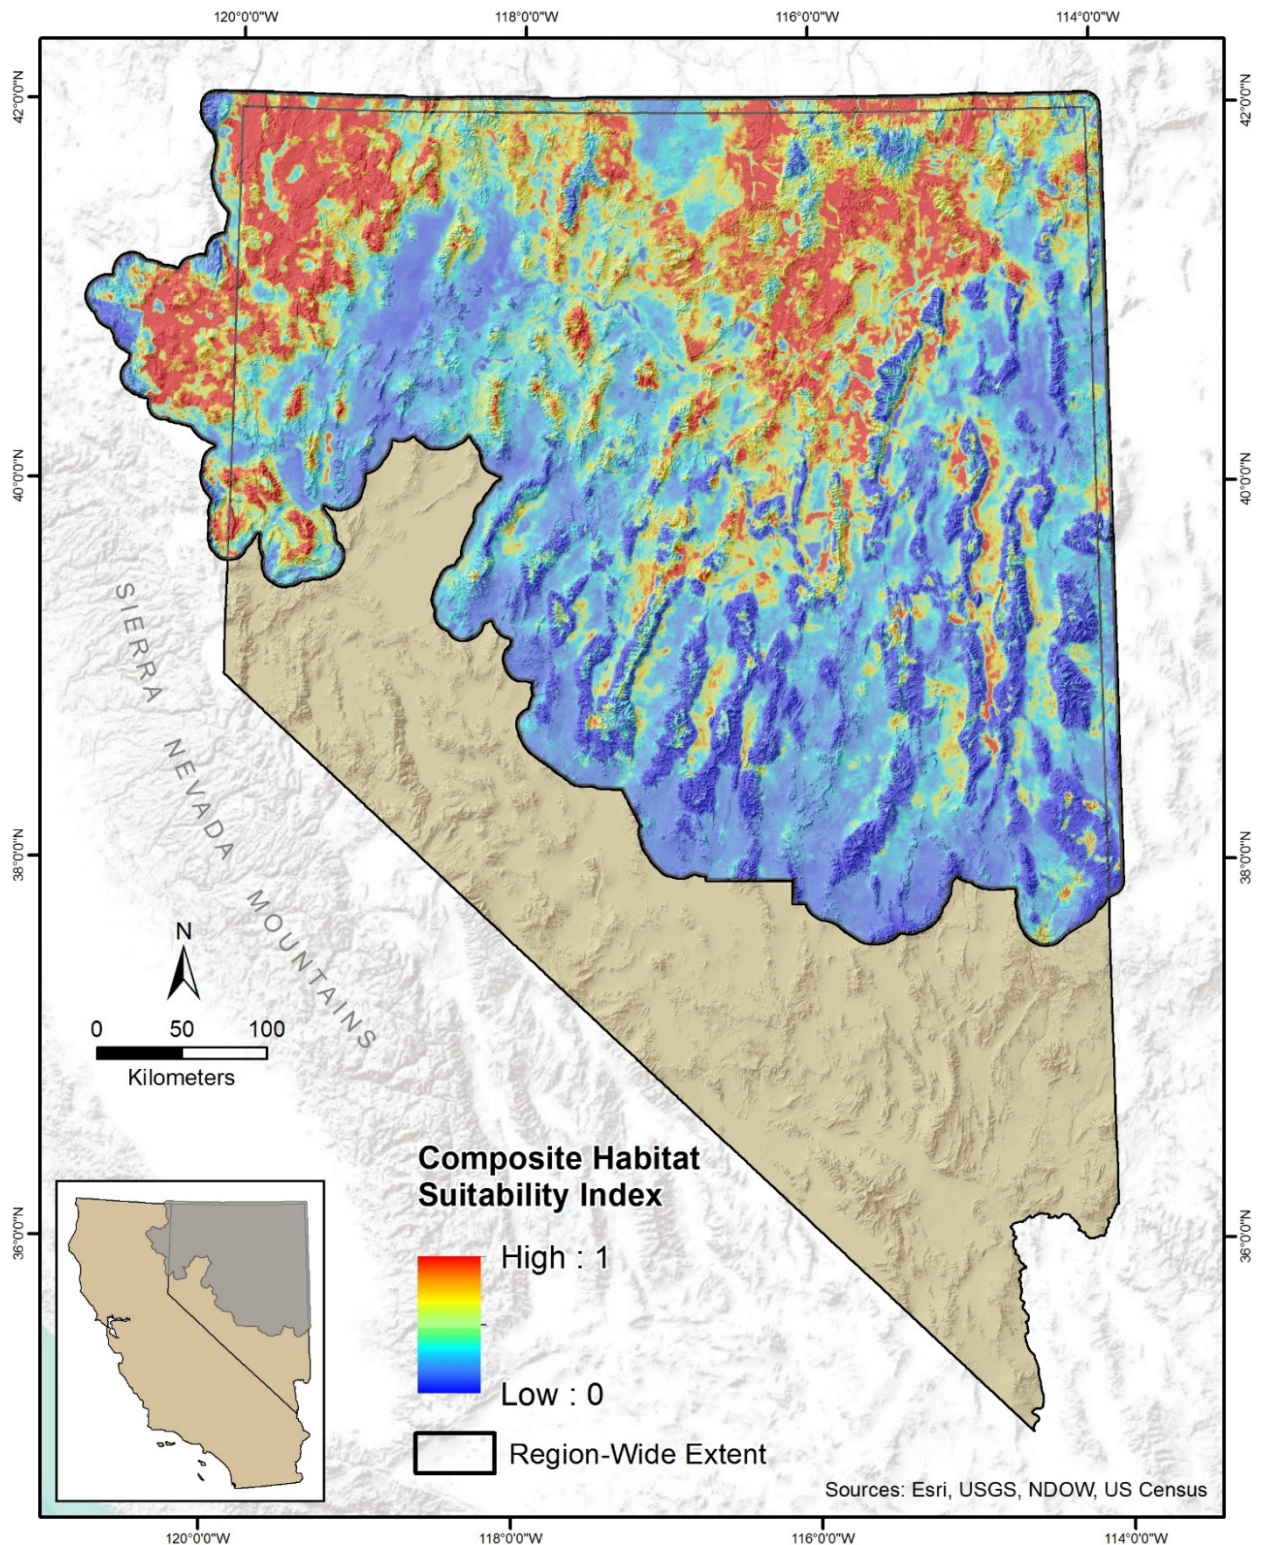 120°0'0"W
118°0'0"W
116°0'0"W
114°0'0"W
42°0'0"N
42°0'0"N
40°0'0"N
40°0'0"N
SIERRA
NEVADA
MOUNTAINS
38°0'0"N
38°0'0"N
N
0 50 100
Kilometers
Composite Habitat
Suitability Index
High : 1
Low : 0
Region-Wide Extent
36°0'0"N
36°0'0"N
Sources: Esri, USGS, NDOW, US Census
120°0'0"W
118°0'0"W
116°0'0"W
114°0'0"W